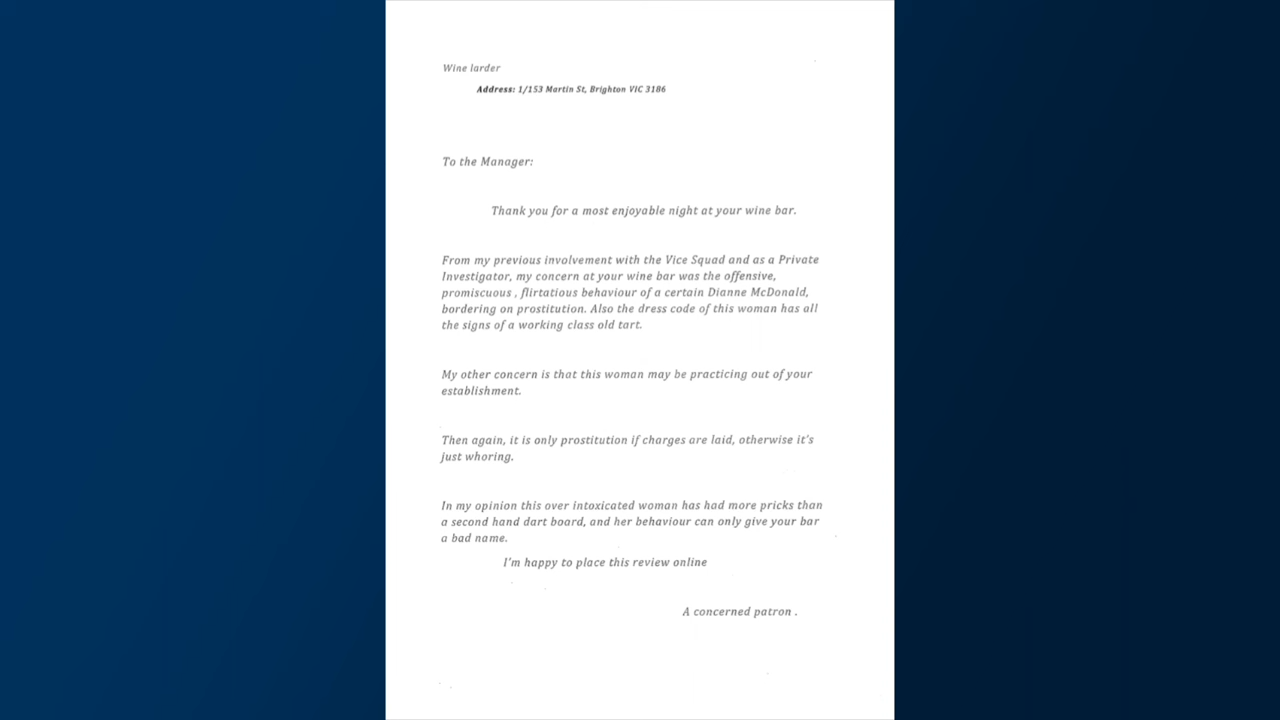 Wine larder
Address: 1/153 Martin St, Brighton VIC 3186
To the Manager:
Thank you for a most enjoyable night at your wine bar.
From my previous involvement with the Vice Squad and as a Private
Investigator, my concern at your wine bar was the offensive,
promiscuous , flirtatious behaviour of a certain Dianne McDonald,
bordering on prostitution. Also the dress code of this woman has all
the signs of a working class old tart.
My other concern is that this woman may be practicing out of your
establishment.
Then again, it is only prostitution if charges are laid, otherwise it's
just whoring.
In my opinion this over intoxicated woman has had more pricks than
a second hand dart board, and her behaviour can only give your bar
a bad name.
I'm happy to place this review online
A concerned patron .